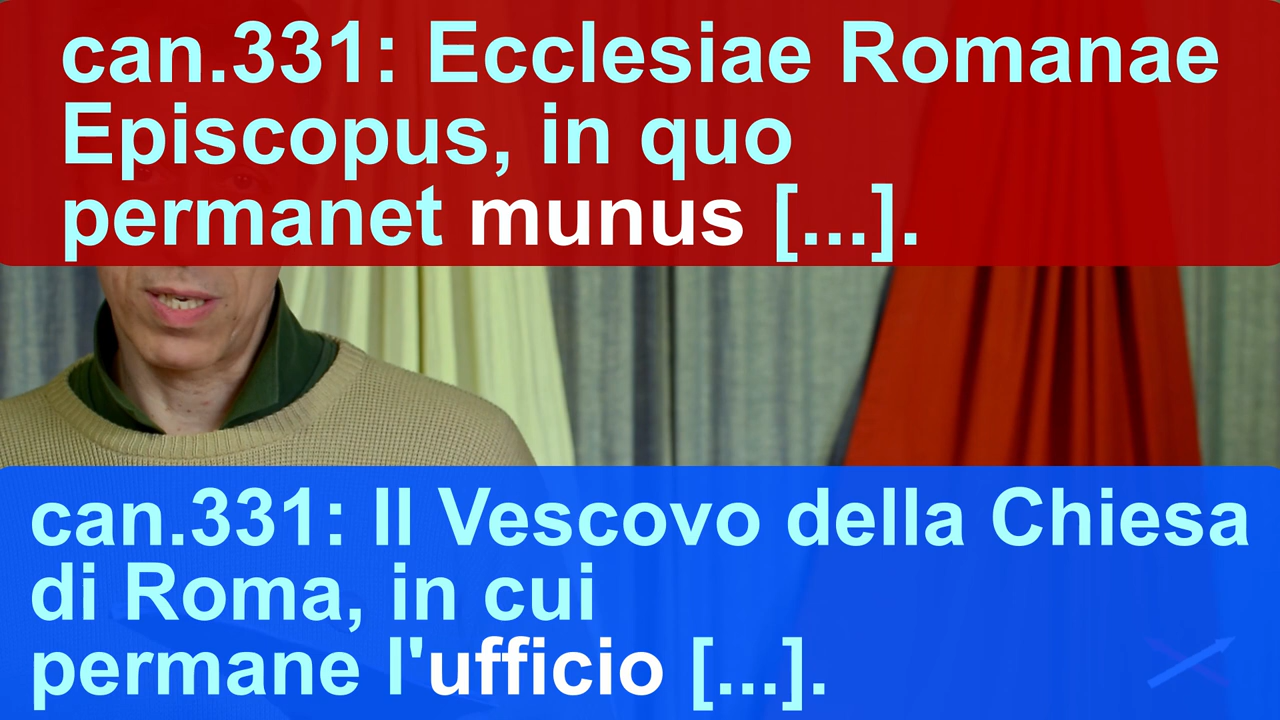 can.331: Ecclesiae Romanae
Episcopus, in quo
permanet munus [...].
can.331: Il Vescovo della Chiesa
di Roma, in cui
permane l'ufficio [...].